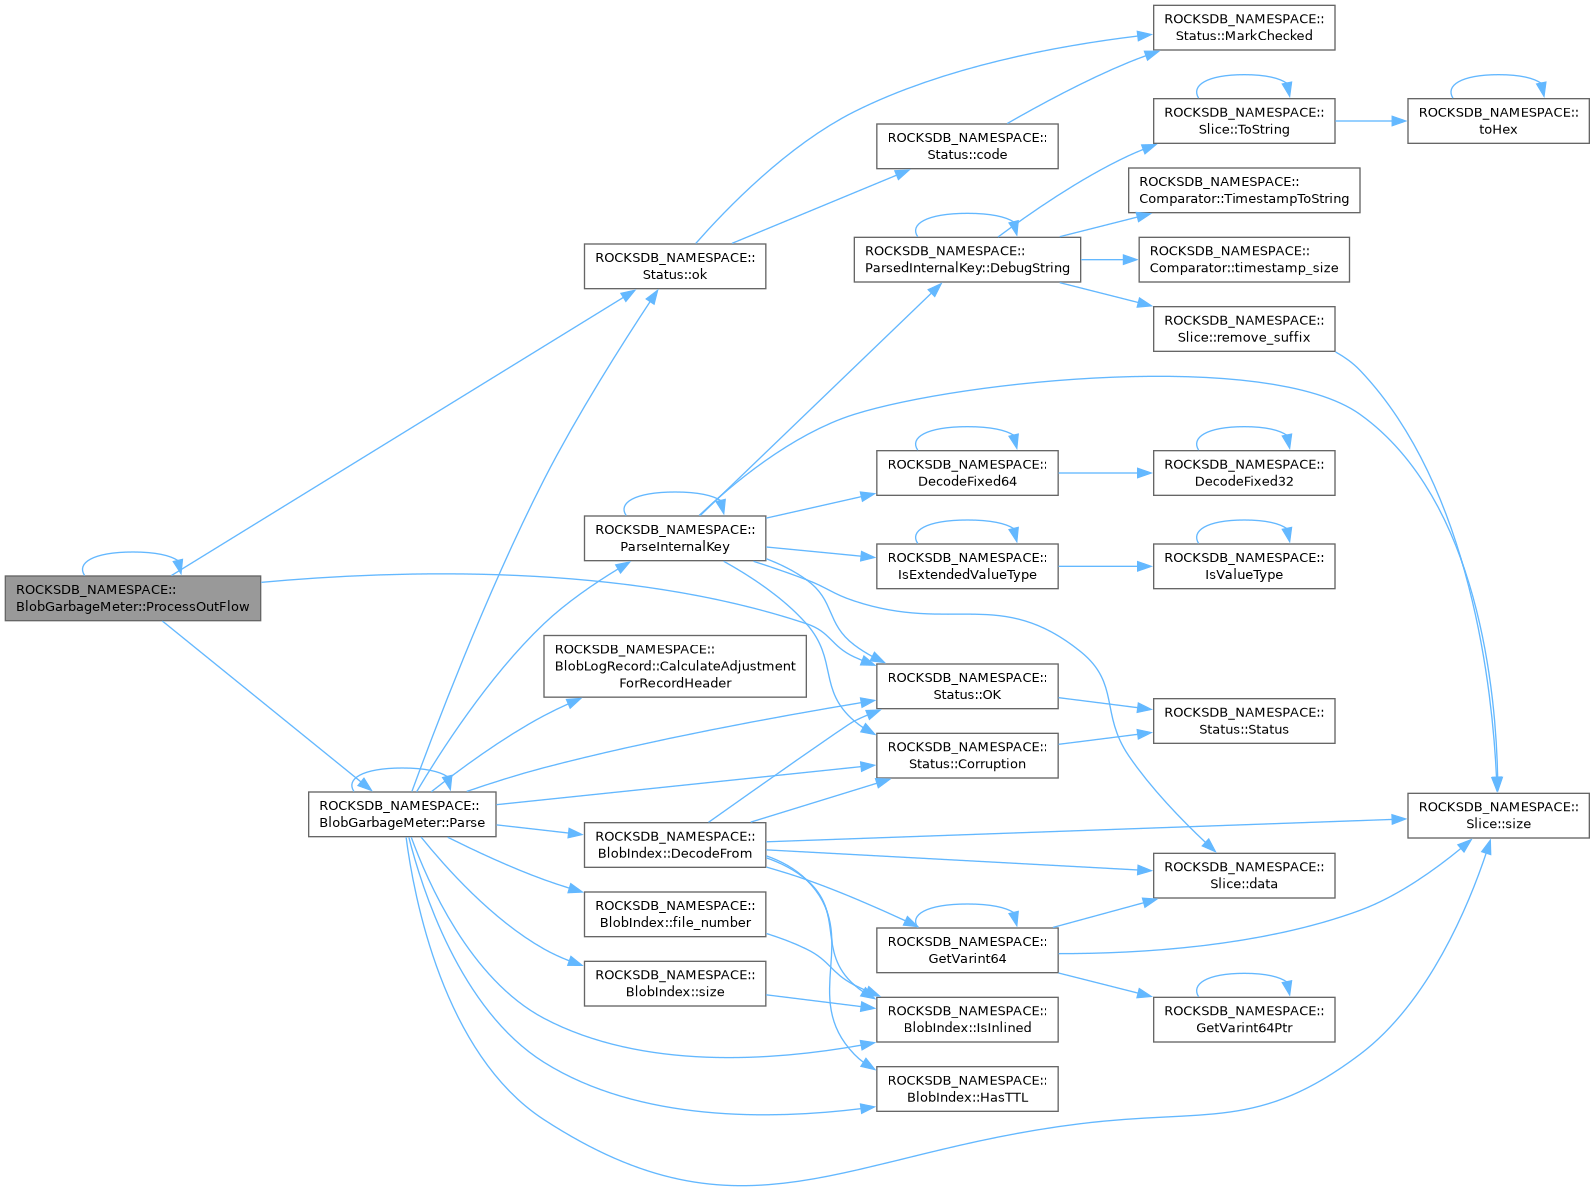 ROCKSDB_NAMESPACE::
BlobGarbageMeter::ProcessOutFlow
ROCKSDB_NAMESPACE::
BlobGarbageMeter::Parse
ROCKSDB_NAMESPACE::
Status::ok
ROCKSDB_NAMESPACE::
ParseInternalKey
ROCKSDB_NAMESPACE::
BlobLogRecord::CalculateAdjustment
ForRecordHeader
ROCKSDB_NAMESPACE::
BlobIndex::DecodeFrom
ROCKSDB_NAMESPACE::
BlobIndex::file_number
ROCKSDB_NAMESPACE::
BlobIndex::size
ROCKSDB_NAMESPACE::
Status::code
ROCKSDB_NAMESPACE::
ParsedInternalKey::DebugString
ROCKSDB_NAMESPACE::
DecodeFixed64
ROCKSDB_NAMESPACE::
IsExtendedValueType
ROCKSDB_NAMESPACE::
Status::OK
ROCKSDB_NAMESPACE::
Status::Corruption
ROCKSDB_NAMESPACE::
GetVarint64
ROCKSDB_NAMESPACE::
BlobIndex::IsInlined
ROCKSDB_NAMESPACE::
BlobIndex::HasTTL
ROCKSDB_NAMESPACE::
Status::MarkChecked
ROCKSDB_NAMESPACE::
Slice::ToString
ROCKSDB_NAMESPACE::
Comparator::TimestampToString
ROCKSDB_NAMESPACE::
Comparator::timestamp_size
ROCKSDB_NAMESPACE::
Slice::remove_suffix
ROCKSDB_NAMESPACE::
DecodeFixed32
ROCKSDB_NAMESPACE::
IsValueType
ROCKSDB_NAMESPACE::
Status::Status
ROCKSDB_NAMESPACE::
Slice::data
ROCKSDB_NAMESPACE::
GetVarint64Ptr
ROCKSDB_NAMESPACE::
toHex
ROCKSDB_NAMESPACE::
Slice::size